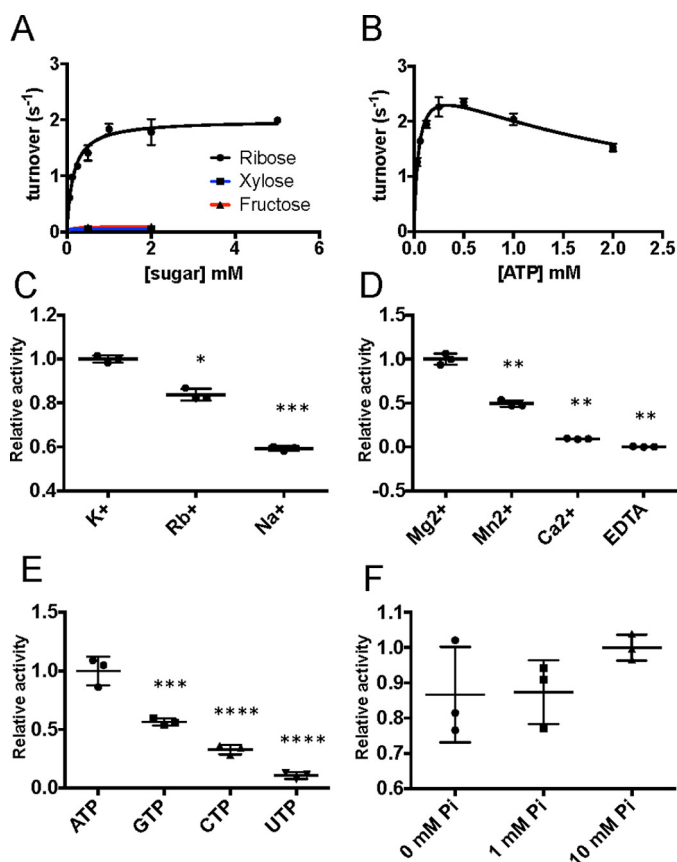 A
turnover (s⁻¹)
3
2
1
0
0 2 4 6
[sugar] mM
Ribose
Xylose
Fructose
B
turnover (s⁻¹)
3
2
1
0
0.0 0.5 1.0 1.5 2.0 2.5
[ATP] mM
C
Relative activity
1.2
1.0
0.8
0.6
0.4
*
***
K+ Rb+ Na+
D
Relative activity
1.5
1.0
0.5
0.0
-0.5
**
**
**
Mg2+ Mn2+ Ca2+ EDTA
E
Relative activity
1.5
1.0
0.5
0.0
***
****
****
ATP GTP CTP UTP
F
Relative activity
1.1
1.0
0.9
0.8
0.7
0.6
0 mM Pi 1 mM Pi 10 mM Pi